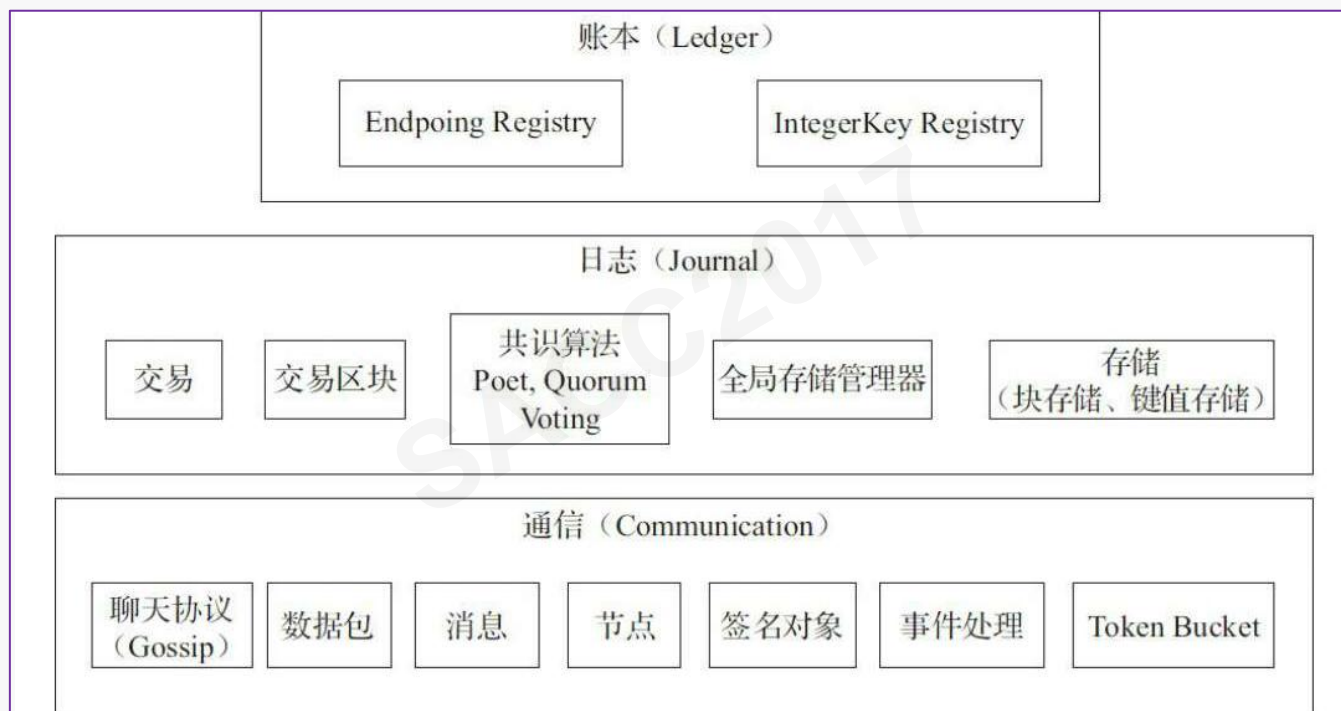 账本（Ledger）
Endpoing Registry
IntegerKey Registry
日志（Journal）
交易
交易区块
共识算法
Poet, Quorum
Voting
全局存储管理器
存储
（块存储、键值存储）
通信（Communication）
聊天协议
（Gossip）
数据包
消息
节点
签名对象
事件处理
Token Bucket
SACC2017